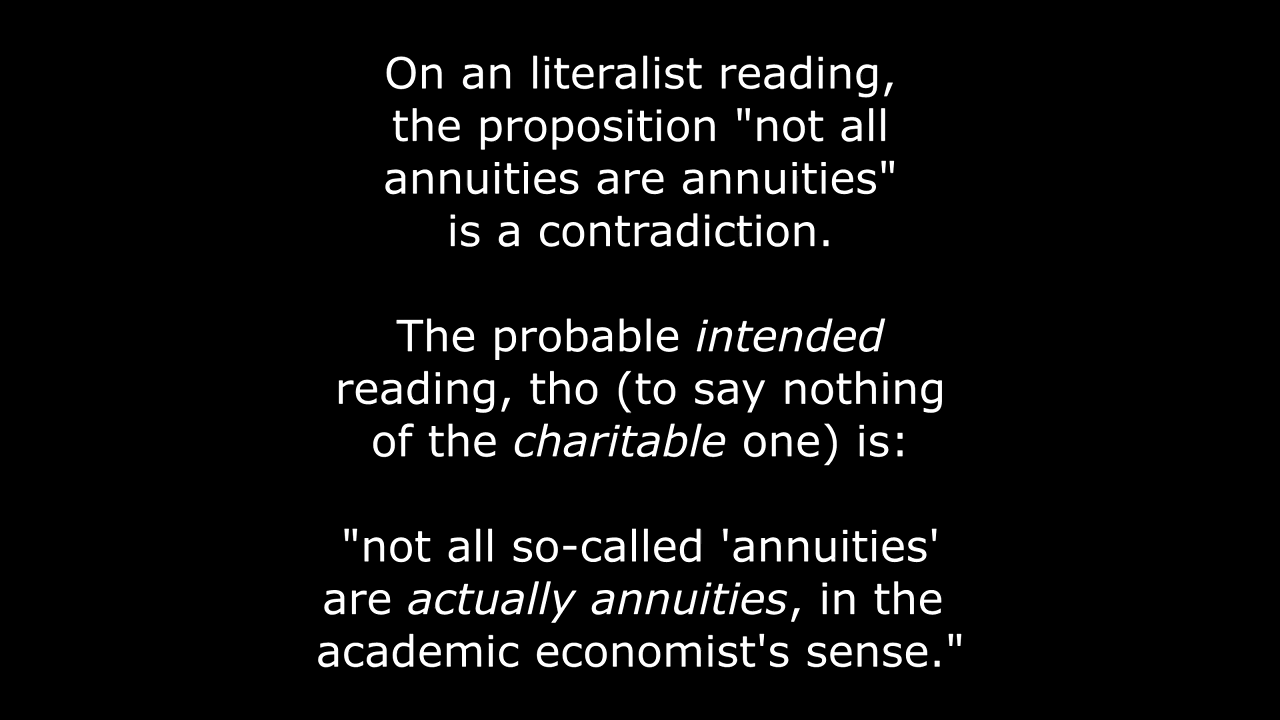 On an literalist reading,
the proposition "not all
annuities are annuities"
is a contradiction.
The probable intended
reading, tho (to say nothing
of the charitable one) is:
"not all so-called 'annuities'
are actually annuities, in the
academic economist's sense."